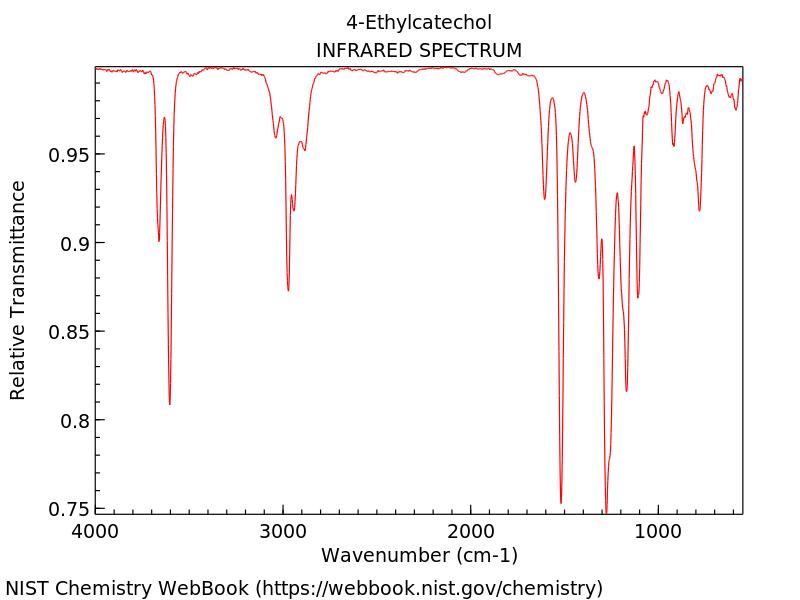 4-Ethylcatechol
INFRARED SPECTRUM
Relative Transmittance
0.95
0.9
0.85
0.8
0.75
4000
3000
2000
1000
Wavenumber (cm-1)
NIST Chemistry WebBook (https://webbook.nist.gov/chemistry)